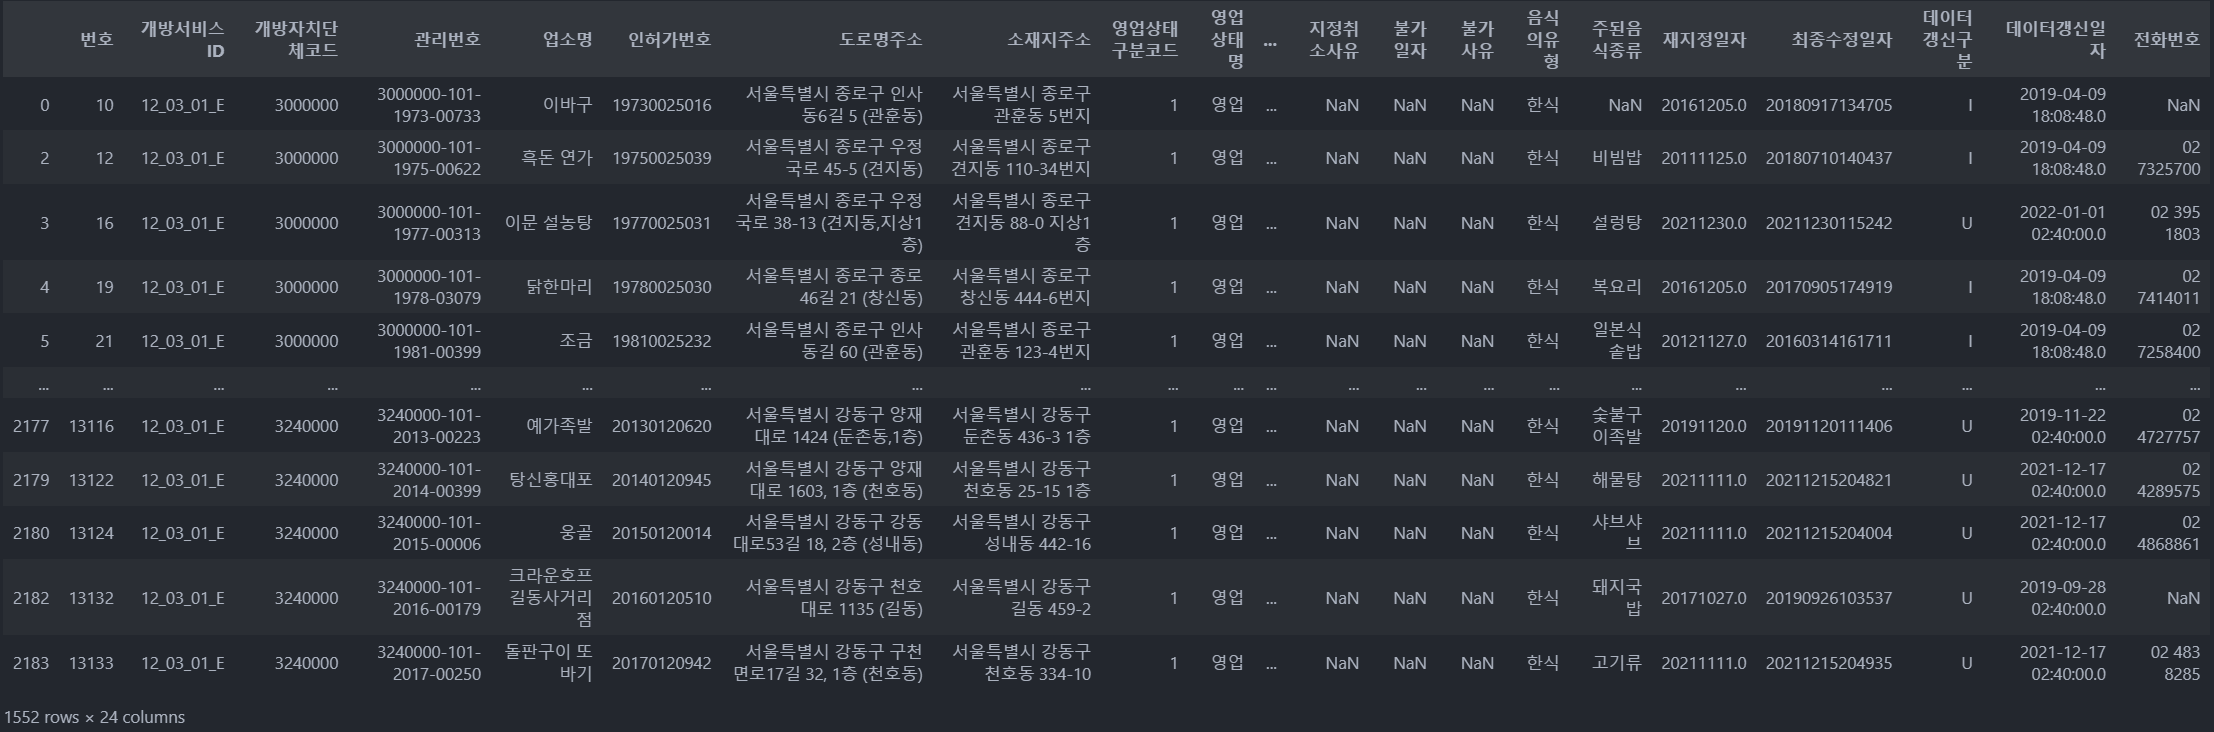 번호 개방서비스ID 개방자치단체코드 관리번호 업소명 인허가번호 도로명주소 소재지주소 영업상태구분코드 영업상태명 ... 지정취소사유 불가일자 불가사유 음식의유형 주된음식종류 재지정일자 최종수정일자 데이터갱신구분 데이터갱신일자 전화번호
0 10 12_03_01_E 3000000 3000000-101-1973-00733 이바구 19730025016 서울특별시 종로구 인사동6길 5 (관훈동) 서울특별시 종로구 관훈동 5번지 1 영업 ... NaN NaN NaN 한식 NaN 20161205.0 20180917134705 I 2019-04-09 18:08:48.0 NaN
2 12 12_03_01_E 3000000 3000000-101-1975-00622 흑돈 연가 19750025039 서울특별시 종로구 우정국로 45-5 (견지동) 서울특별시 종로구 견지동 110-34번지 1 영업 ... NaN NaN NaN 한식 비빔밥 20111125.0 20180710140437 I 2019-04-09 18:08:48.0 02 7325700
3 16 12_03_01_E 3000000 3000000-101-1977-00313 이문 설농탕 19770025031 서울특별시 종로구 우정국로 38-13 (견지동,지상1층) 서울특별시 종로구 견지동 88-0 지상1층 1 영업 ... NaN NaN NaN 한식 설렁탕 20211230.0 20211230115242 U 2022-01-01 02:40:00.0 02 395 1803
4 19 12_03_01_E 3000000 3000000-101-1978-03079 닭한마리 19780025030 서울특별시 종로구 종로46길 21 (창신동) 서울특별시 종로구 창신동 444-6번지 1 영업 ... NaN NaN NaN 한식 복요리 20161205.0 20170905174919 I 2019-04-09 18:08:48.0 02 7414011
5 21 12_03_01_E 3000000 3000000-101-1981-00399 조금 19810025232 서울특별시 종로구 인사동길 60 (관훈동) 서울특별시 종로구 관훈동 123-4번지 1 영업 ... NaN NaN NaN 한식 일본식솥밥 20121127.0 20160314161711 I 2019-04-09 18:08:48.0 02 7258400
... ... ... ... ... ... ... ... ... ... ... ... ... ... ... ... ... ... ... ... ... ...
2177 13116 12_03_01_E 3240000 3240000-101-2013-00223 예가족발 20130120620 서울특별시 강동구 양재대로 1424 (둔촌동,1층) 서울특별시 강동구 둔촌동 436-3 1층 1 영업 ... NaN NaN NaN 한식 숯불구이족발 20191120.0 20191120111406 U 2019-11-22 02:40:00.0 02 4727757
2179 13122 12_03_01_E 3240000 3240000-101-2014-00399 탕신홍대포 20140120945 서울특별시 강동구 양재대로 1603, 1층 (천호동) 서울특별시 강동구 천호동 25-15 1층 1 영업 ... NaN NaN NaN 한식 해물탕 20211111.0 20211215204821 U 2021-12-17 02:40:00.0 02 4289575
2180 13124 12_03_01_E 3240000 3240000-101-2015-00006 웅골 20150120014 서울특별시 강동구 강동대로53길 18, 2층 (성내동) 서울특별시 강동구 성내동 442-16 1 영업 ... NaN NaN NaN 한식 샤브샤브 20211111.0 20211215204004 U 2021-12-17 02:40:00.0 02 4868861
2182 13132 12_03_01_E 3240000 3240000-101-2016-00179 크라운호프길동사거리점 20160120510 서울특별시 강동구 천호대로 1135 (길동) 서울특별시 강동구 길동 459-2 1 영업 ... NaN NaN NaN 한식 돼지국밥 20171027.0 20190926103537 U 2019-09-28 02:40:00.0 NaN
2183 13133 12_03_01_E 3240000 3240000-101-2017-00250 돌판구이 또바기 20170120942 서울특별시 강동구 구천면로17길 32, 1층 (천호동) 서울특별시 강동구 천호동 334-10 1 영업 ... NaN NaN NaN 한식 고기류 20211111.0 20211215204935 U 2021-12-17 02:40:00.0 02 483 8285
1552 rows × 24 columns